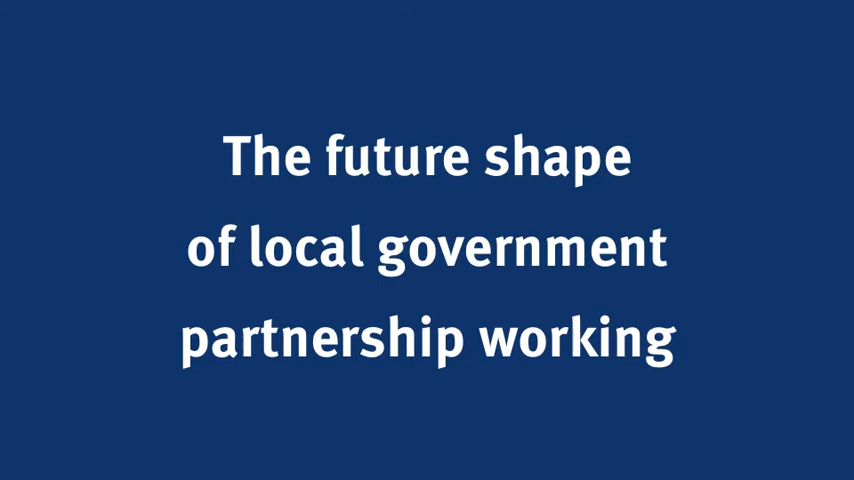 The future shape
of local government
partnership working